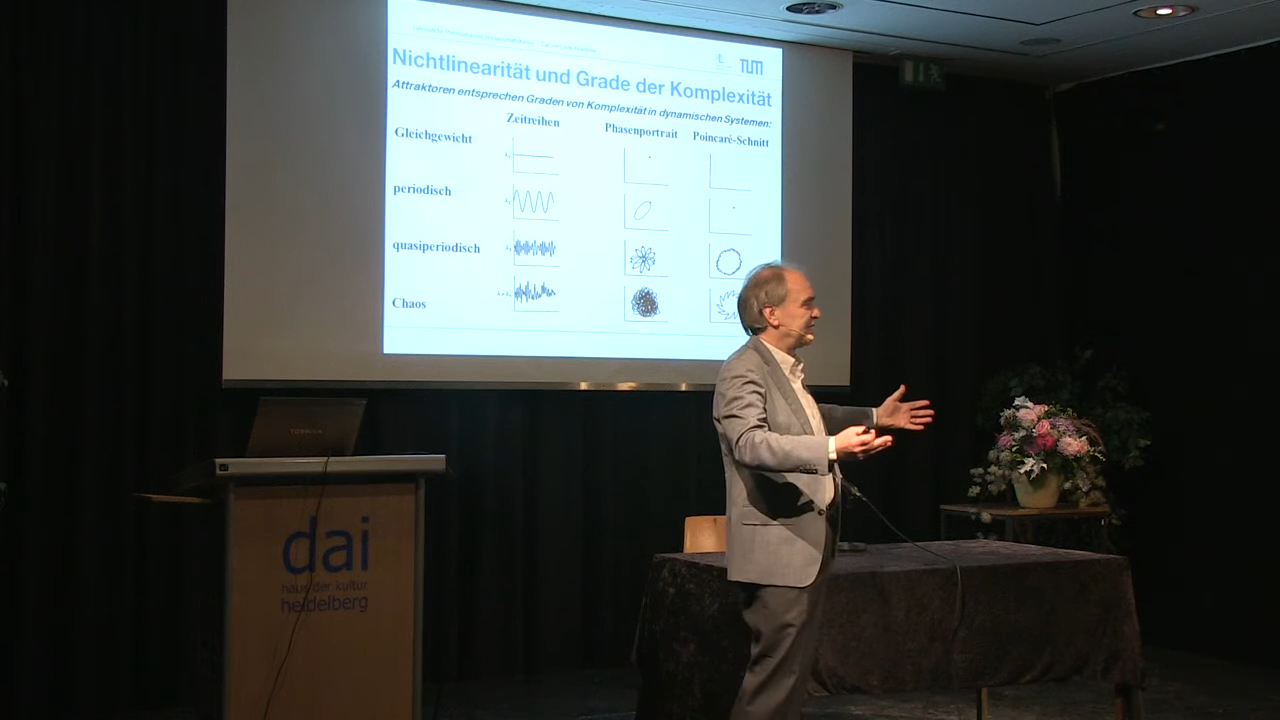 TUM
Nichtlinearität und Grade der Komplexität
Attraktoren entsprechen Graden von Komplexität in dynamischen Systemen:
Zeitreihen Phasenportrait Poincaré-Schnitt
Gleichgewicht
periodisch
quasiperiodisch
Chaos
dai
haus der kultur
heidelberg